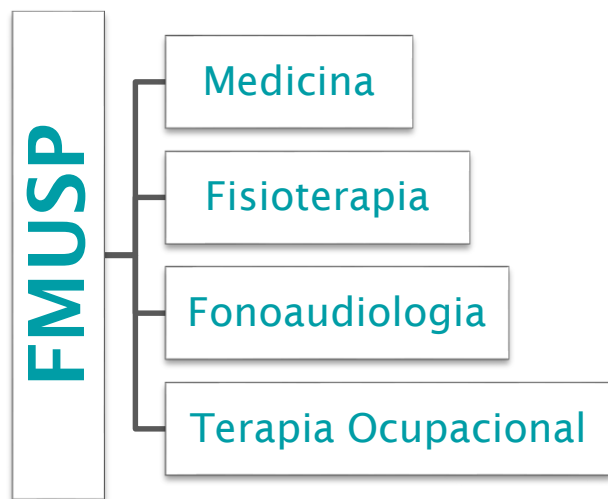 FMUSP
Medicina
Fisioterapia
Fonoaudiologia
Terapia Ocupacional